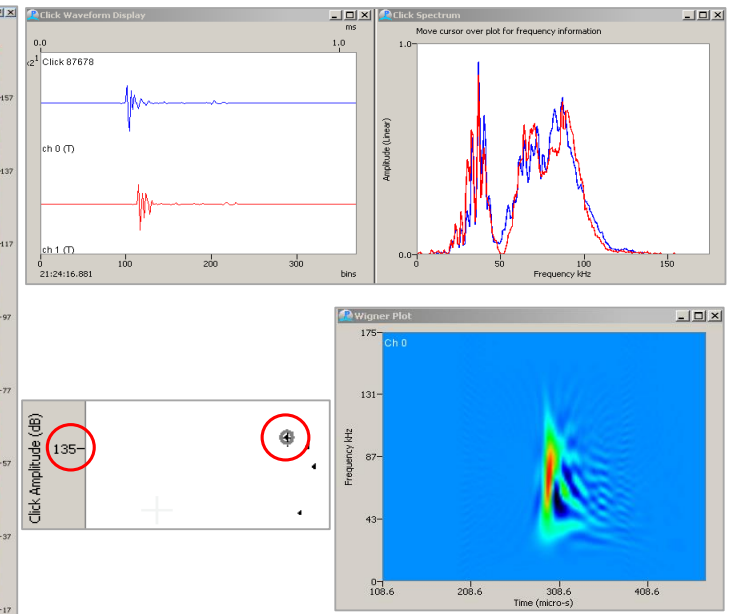 Click Waveform Display
ms
0.0 1.0
x2¹ Click 87678
ch 0 (T)
ch 1 (T)
0 100 200 300
21:24:16.881 bins
Click Spectrum
Move cursor over plot for frequency information
1.0
Amplitude (Linear)
0.0
0 50 100 150
Frequency kHz
157
137
117
97
77
57
37
17
Click Amplitude (dB)
135
Wigner Plot
Ch 0
175
131
87
43
0
Frequency kHz
108.6 208.6 308.6 408.6
Time (micro-s)